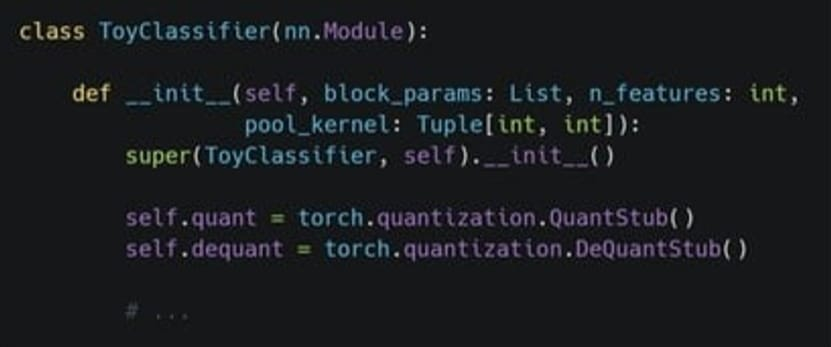 class ToyClassifier(nn.Module):
def __init__(self, block_params: List, n_features: int,
pool_kernel: Tuple[int, int]):
super(ToyClassifier, self).__init__()
self.quant = torch.quantization.QuantStub()
self.dequant = torch.quantization.DeQuantStub()
# ...